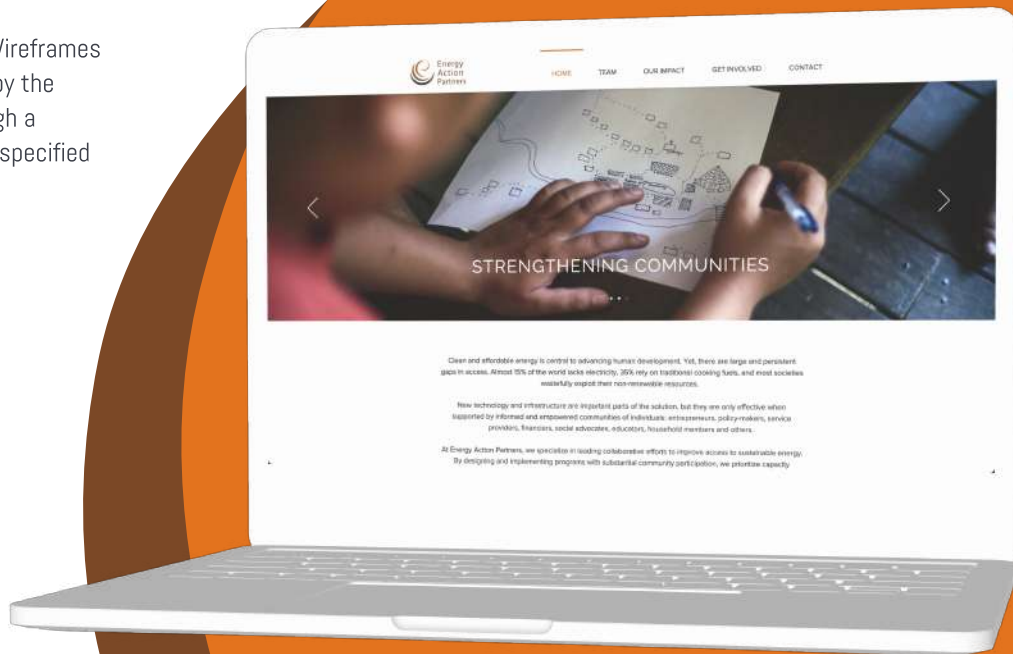 Wireframes
by the
gh a
specified
Energy
Action
Partners
HOME TEAM OUR IMPACT GET INVOLVED CONTACT
STRENGTHENING COMMUNITIES
Clean and affordable energy is central to advancing human development. Yet, there are large and persistent
gaps in access. Almost 15% of the world lacks electricity, 35% rely on traditional cooking fuels, and most societies
wastefully exploit their non-renewable resources.
New technology and infrastructure are important parts of the solution, but they are only effective when
supported by informed and empowered communities of individuals: entrepreneurs, policy-makers, service
providers, financiers, social advocates, educators, household members and others.
At Energy Action Partners, we specialize in leading collaborative efforts to improve access to sustainable energy.
By designing and implementing programs with substantial community participation, we prioritize capacity